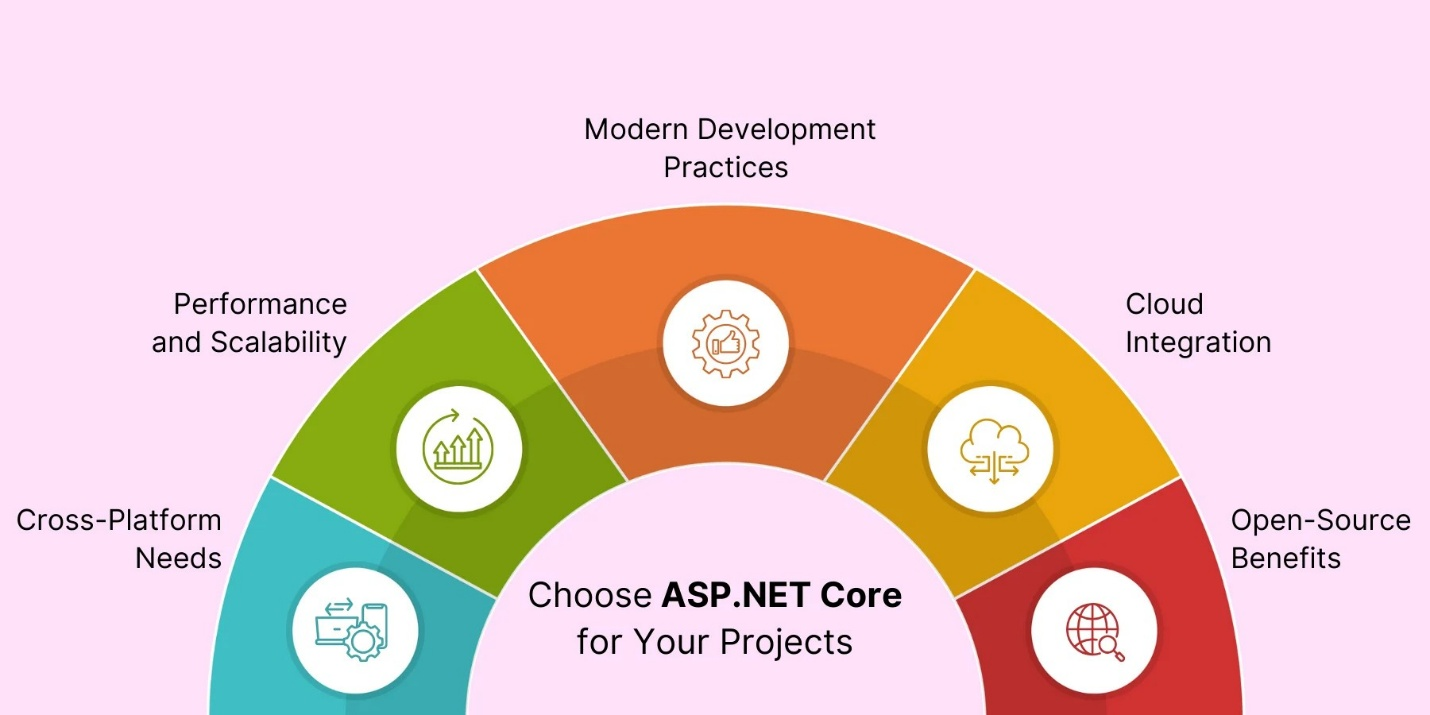 Modern Development
Practices
Performance
and Scalability
Cloud
Integration
Cross-Platform
Needs
Open-Source
Benefits
Choose ASP.NET Core
for Your Projects